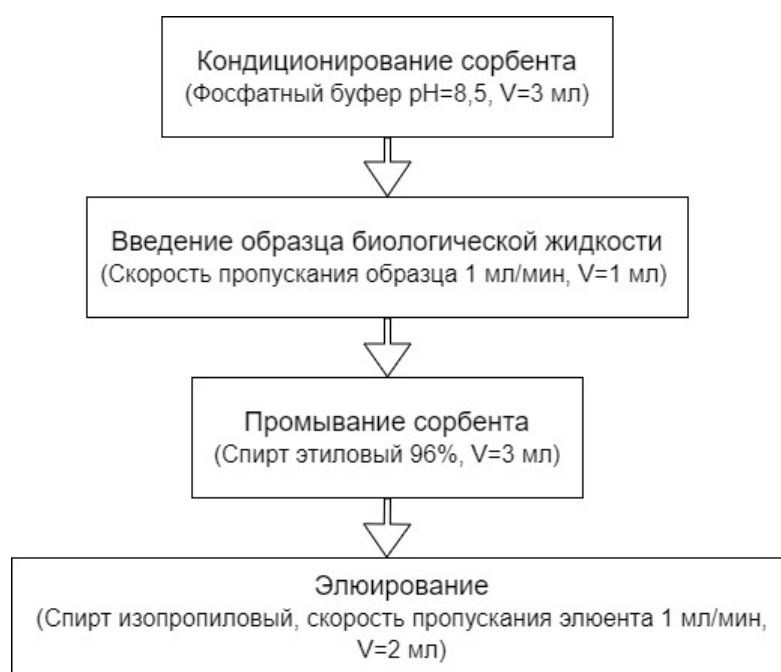 Кондиционирование сорбента
(Фосфатный буфер pH=8,5, V=3 мл)
Введение образца биологической жидкости
(Скорость пропускания образца 1 мл/мин, V=1 мл)
Промывание сорбента
(Спирт этиловый 96%, V=3 мл)
Элюирование
(Спирт изопропиловый, скорость пропускания элюента 1 мл/мин,
V=2 мл)